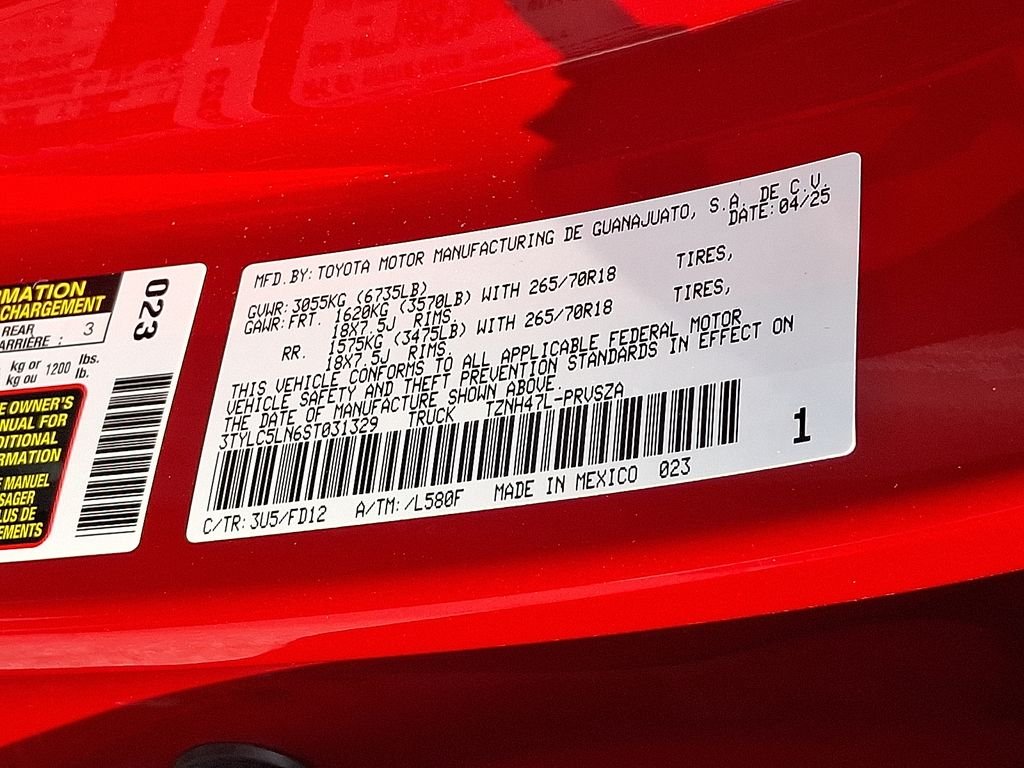 RMATION
CHARGEMENT
REAR
ARRIÈRE : 3
kg or 1200 lbs.
kg ou lb.
E OWNER'S
NUAL FOR
DITIONAL
RMATION
E MANUEL
SAGER
LUS DE
EMENTS
023
MFD. BY: TOYOTA MOTOR MANUFACTURING DE GUANAJUATO, S.A. DE C.V.
DATE: 04/25
GVWR: 3055KG (6735LB)
GAWR: FRT. 1620KG (3570LB) WITH 265/70R18 TIRES,
18X7.5J RIMS.
RR. 1575KG (3475LB) WITH 265/70R18 TIRES,
18X7.5J RIMS.
THIS VEHICLE CONFORMS TO ALL APPLICABLE FEDERAL MOTOR
VEHICLE SAFETY AND THEFT PREVENTION STANDARDS IN EFFECT ON
THE DATE OF MANUFACTURE SHOWN ABOVE.
3TYLC5LN6ST031329 TRUCK TZNH47L-PRVSZA
1
C/TR: 3U5/FD12 A/TM: /L580F MADE IN MEXICO 023